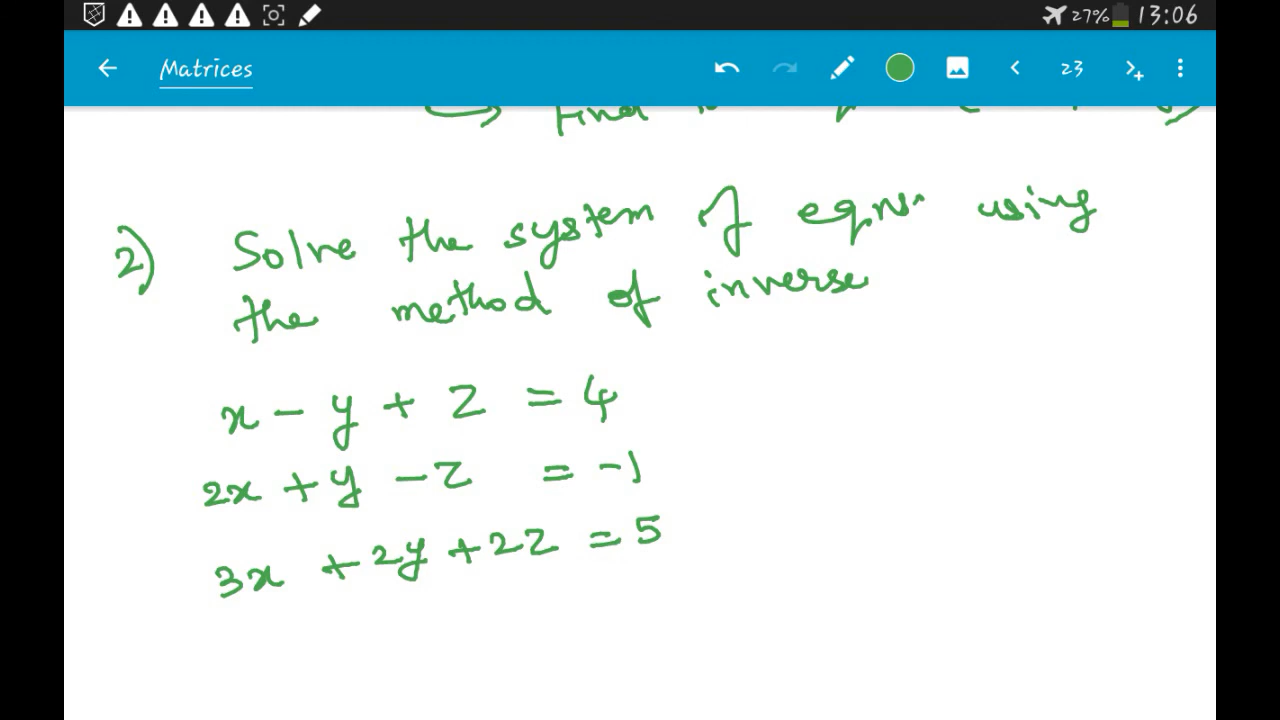 27% 13:06
Matrices
23
Find
2) Solve the system of eqns. using
the method of inverse
x - y + z = 4
2x + y - z = -1
3x + 2y + 2z = 5